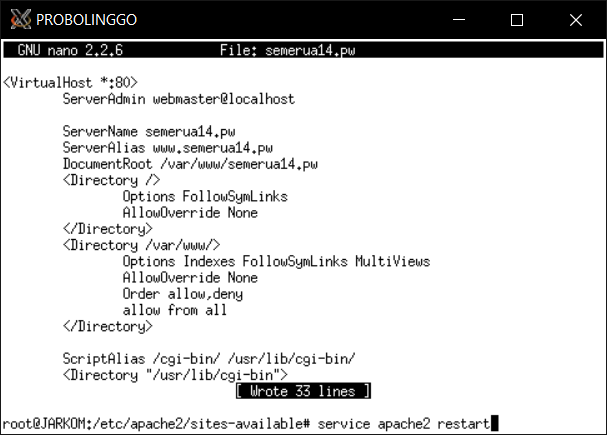 PROBOLINGGO
GNU nano 2.2.6 File: semerua14.pw
<VirtualHost *:80>
ServerAdmin webmaster@localhost
ServerName semerua14.pw
ServerAlias www.semerua14.pw
DocumentRoot /var/www/semerua14.pw
<Directory />
Options FollowSymLinks
AllowOverride None
</Directory>
<Directory /var/www/>
Options Indexes FollowSymLinks MultiViews
AllowOverride None
Order allow,deny
allow from all
</Directory>
ScriptAlias /cgi-bin/ /usr/lib/cgi-bin/
<Directory "/usr/lib/cgi-bin">
[ Wrote 33 lines ]
root@JARKOM:/etc/apache2/sites-available# service apache2 restart